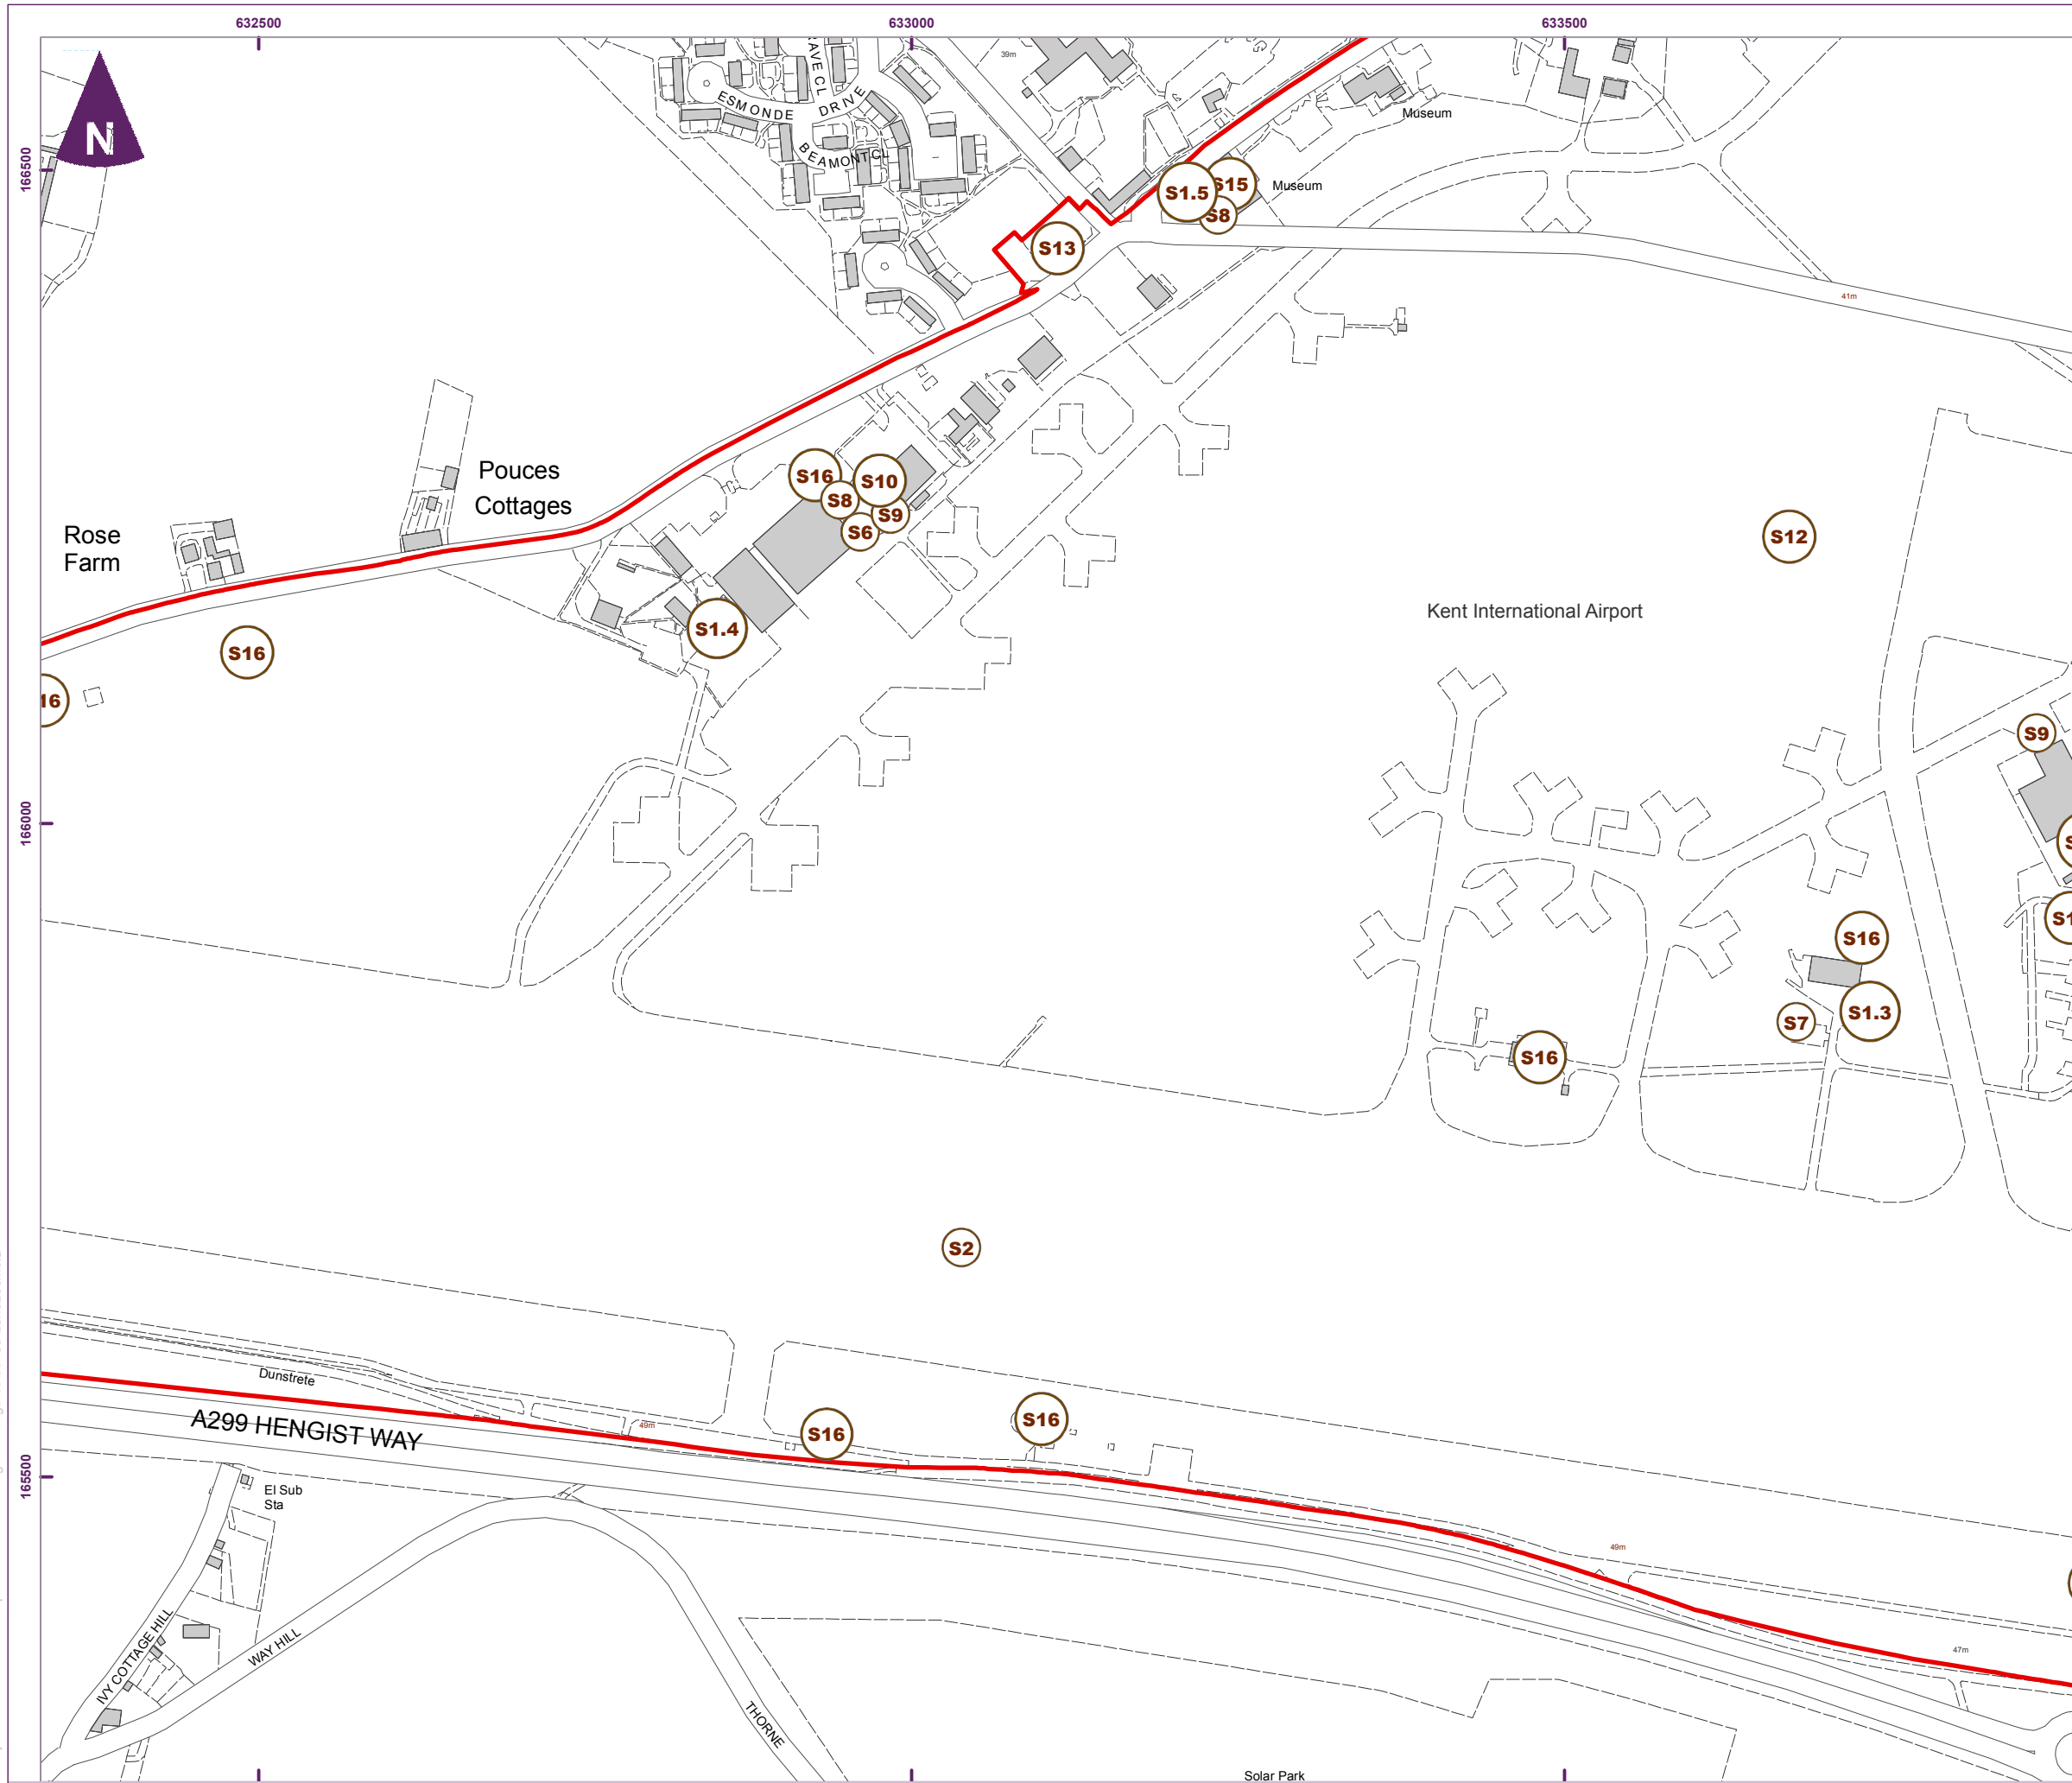 632500
633000
633500
N
166500
166000
165500
39m
ESMONDE
DRIVE
BEAMONT CL
Museum
S15
S1.5
S8
Museum
S13
41m
Pouces
Cottages
S16
S10
S8
S9
S6
Rose
Farm
S12
S1.4
Kent International Airport
S16
16
S9
S16
S1.3
S7
S16
S2
Dunstrete
A299 HENGIST WAY
49m
S16
S16
El Sub
Sta
49m
IVY COTTAGE HILL
WAY HILL
47m
THORNE
Solar Park